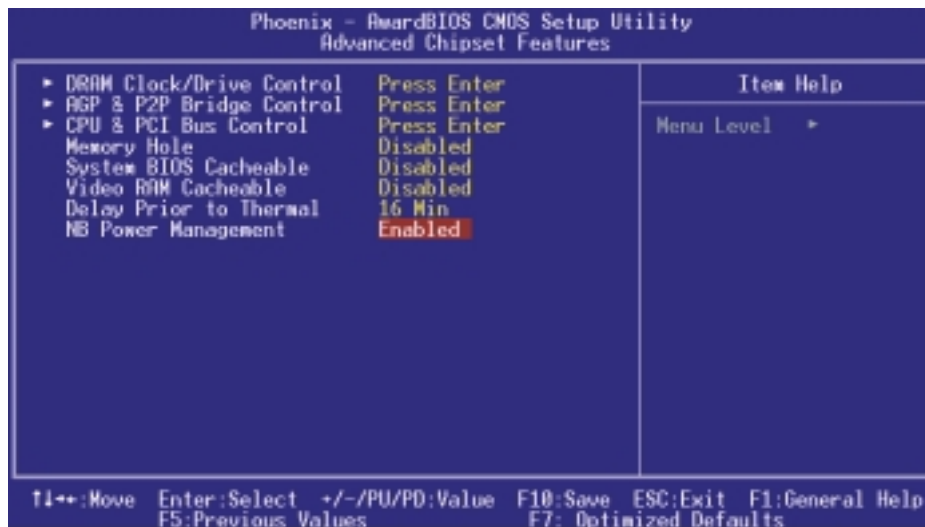 Phoenix - AwardBIOS CMOS Setup Utility
Advanced Chipset Features
▸ DRAM Clock/Drive Control Press Enter
▸ AGP & P2P Bridge Control Press Enter
▸ CPU & PCI Bus Control Press Enter
Memory Hole Disabled
System BIOS Cacheable Disabled
Video RAM Cacheable Disabled
Delay Prior to Thermal 16 Min
NB Power Management Enabled
Item Help
Menu Level ▸
↑↓→←:Move Enter:Select +/-/PU/PD:Value F10:Save ESC:Exit F1:General Help
F5:Previous Values F7: Optimized Defaults